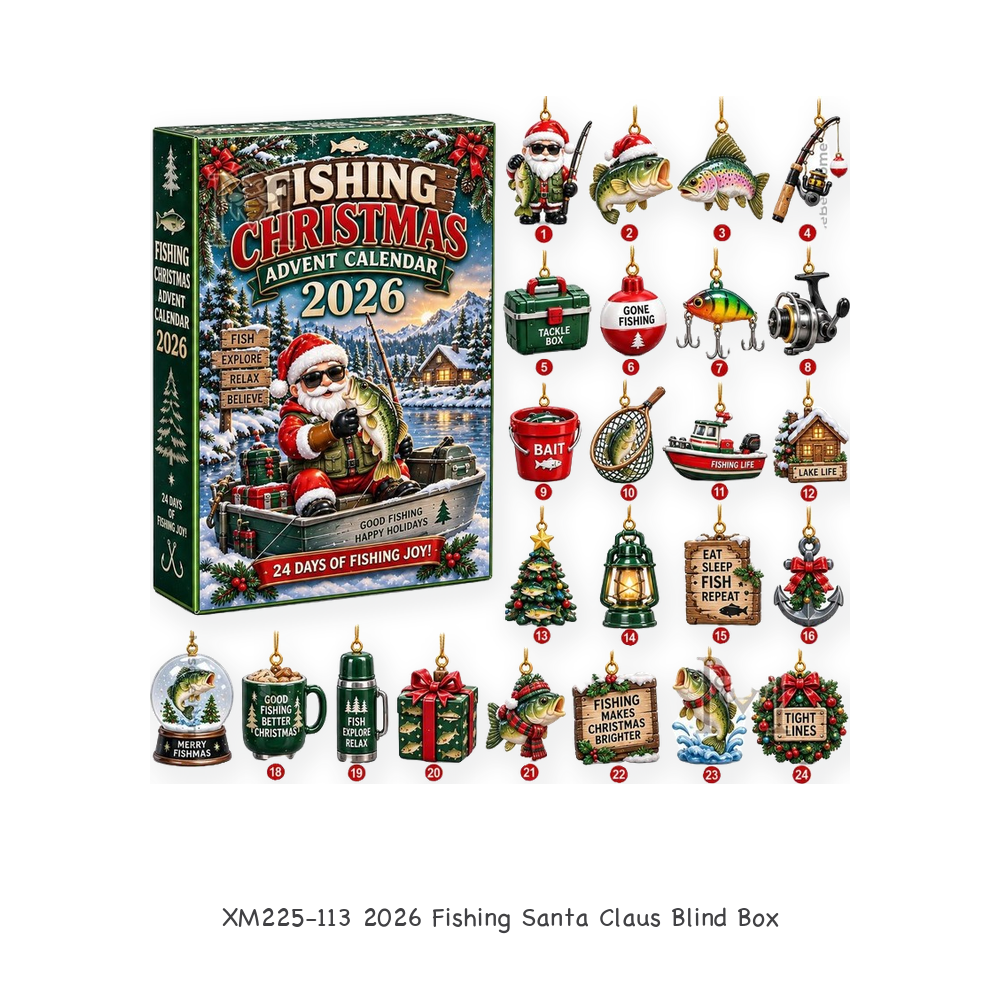 FISHING
CHRISTMAS
ADVENT CALENDAR
2026
FISH
EXPLORE
RELAX
BELIEVE
GOOD FISHING
HAPPY HOLIDAYS
24 DAYS OF FISHING JOY!
FISHING
CHRISTMAS
ADVENT
CALENDAR
2026
24 DAYS
OF
FISHING JOY!
1
2
3
4
TACKLE
BOX
GONE
FISHING
5
6
7
8
BAIT
FISHING LIFE
LAKE LIFE
9
10
11
12
EAT
SLEEP
FISH
REPEAT
13
14
15
16
MERRY
FISHMAS
GOOD
FISHING
BETTER
CHRISTMAS
FISH
EXPLORE
RELAX
FISHING
MAKES
CHRISTMAS
BRIGHTER
TIGHT
LINES
18
19
20
21
22
23
24
XM225-113 2026 Fishing Santa Claus Blind Box